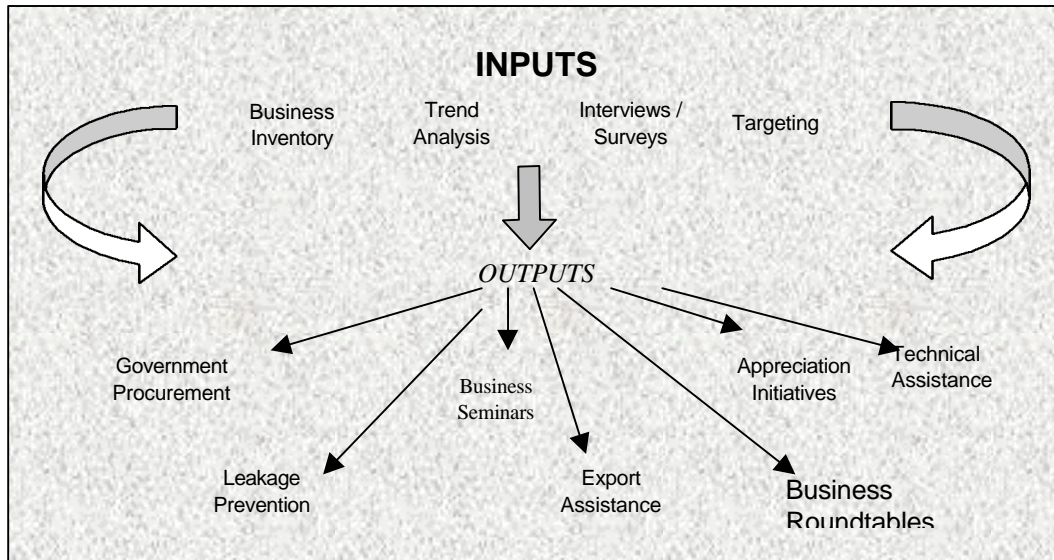 INPUTS
Business
Inventory
Trend
Analysis
Interviews /
Surveys
Targeting
OUTPUTS
Government
Procurement
Business
Seminars
Appreciation
Initiatives
Technical
Assistance
Leakage
Prevention
Export
Assistance
Business
Roundtables